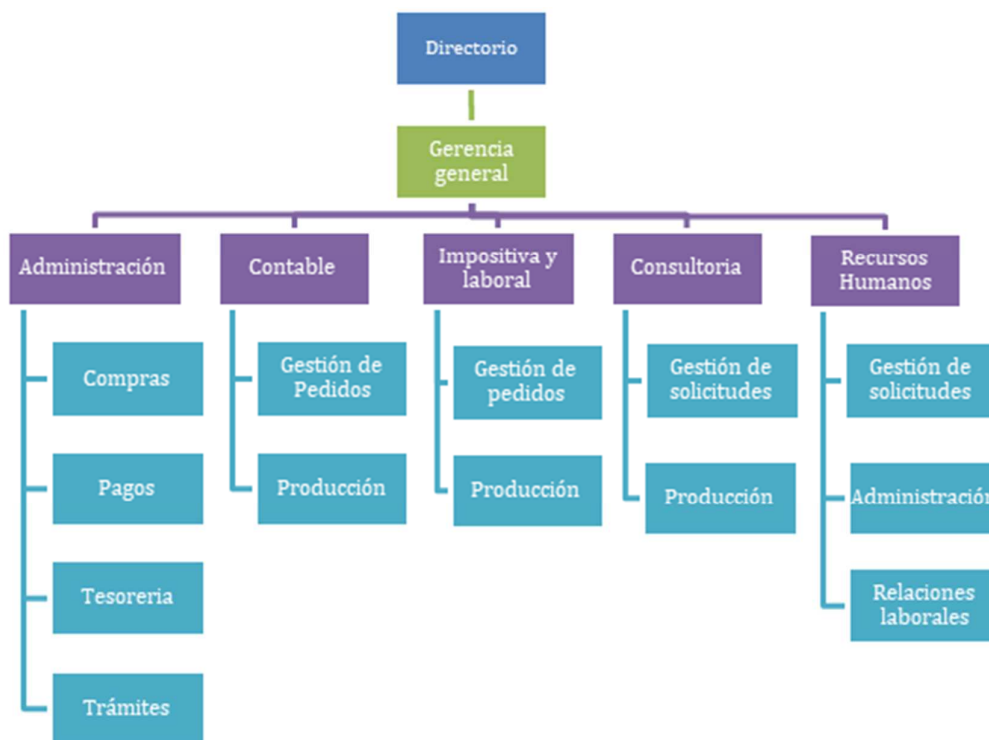 Directorio
Gerencia
general
Administración
Contable
Impositiva y
laboral
Consultoria
Recursos
Humanos
Compras
Pagos
Tesoreria
Trámites
Gestión de
Pedidos
Producción
Gestión de
pedidos
Producción
Gestión de
solicitudes
Producción
Gestión de
solicitudes
Administración
Relaciones
laborales